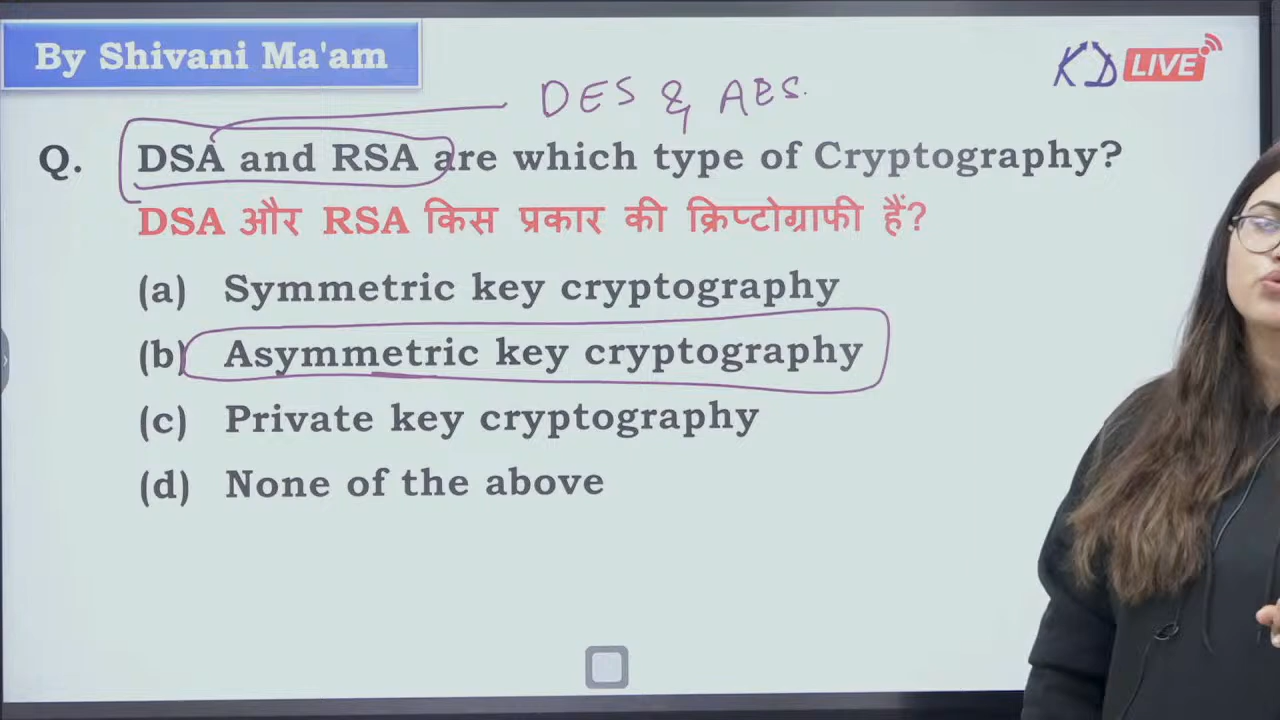 By Shivani Ma'am
KD LIVE
DES & AES.
Q. DSA and RSA are which type of Cryptography?
DSA और RSA किस प्रकार की क्रिप्टोग्राफी हैं?
(a) Symmetric key cryptography
(b) Asymmetric key cryptography
(c) Private key cryptography
(d) None of the above